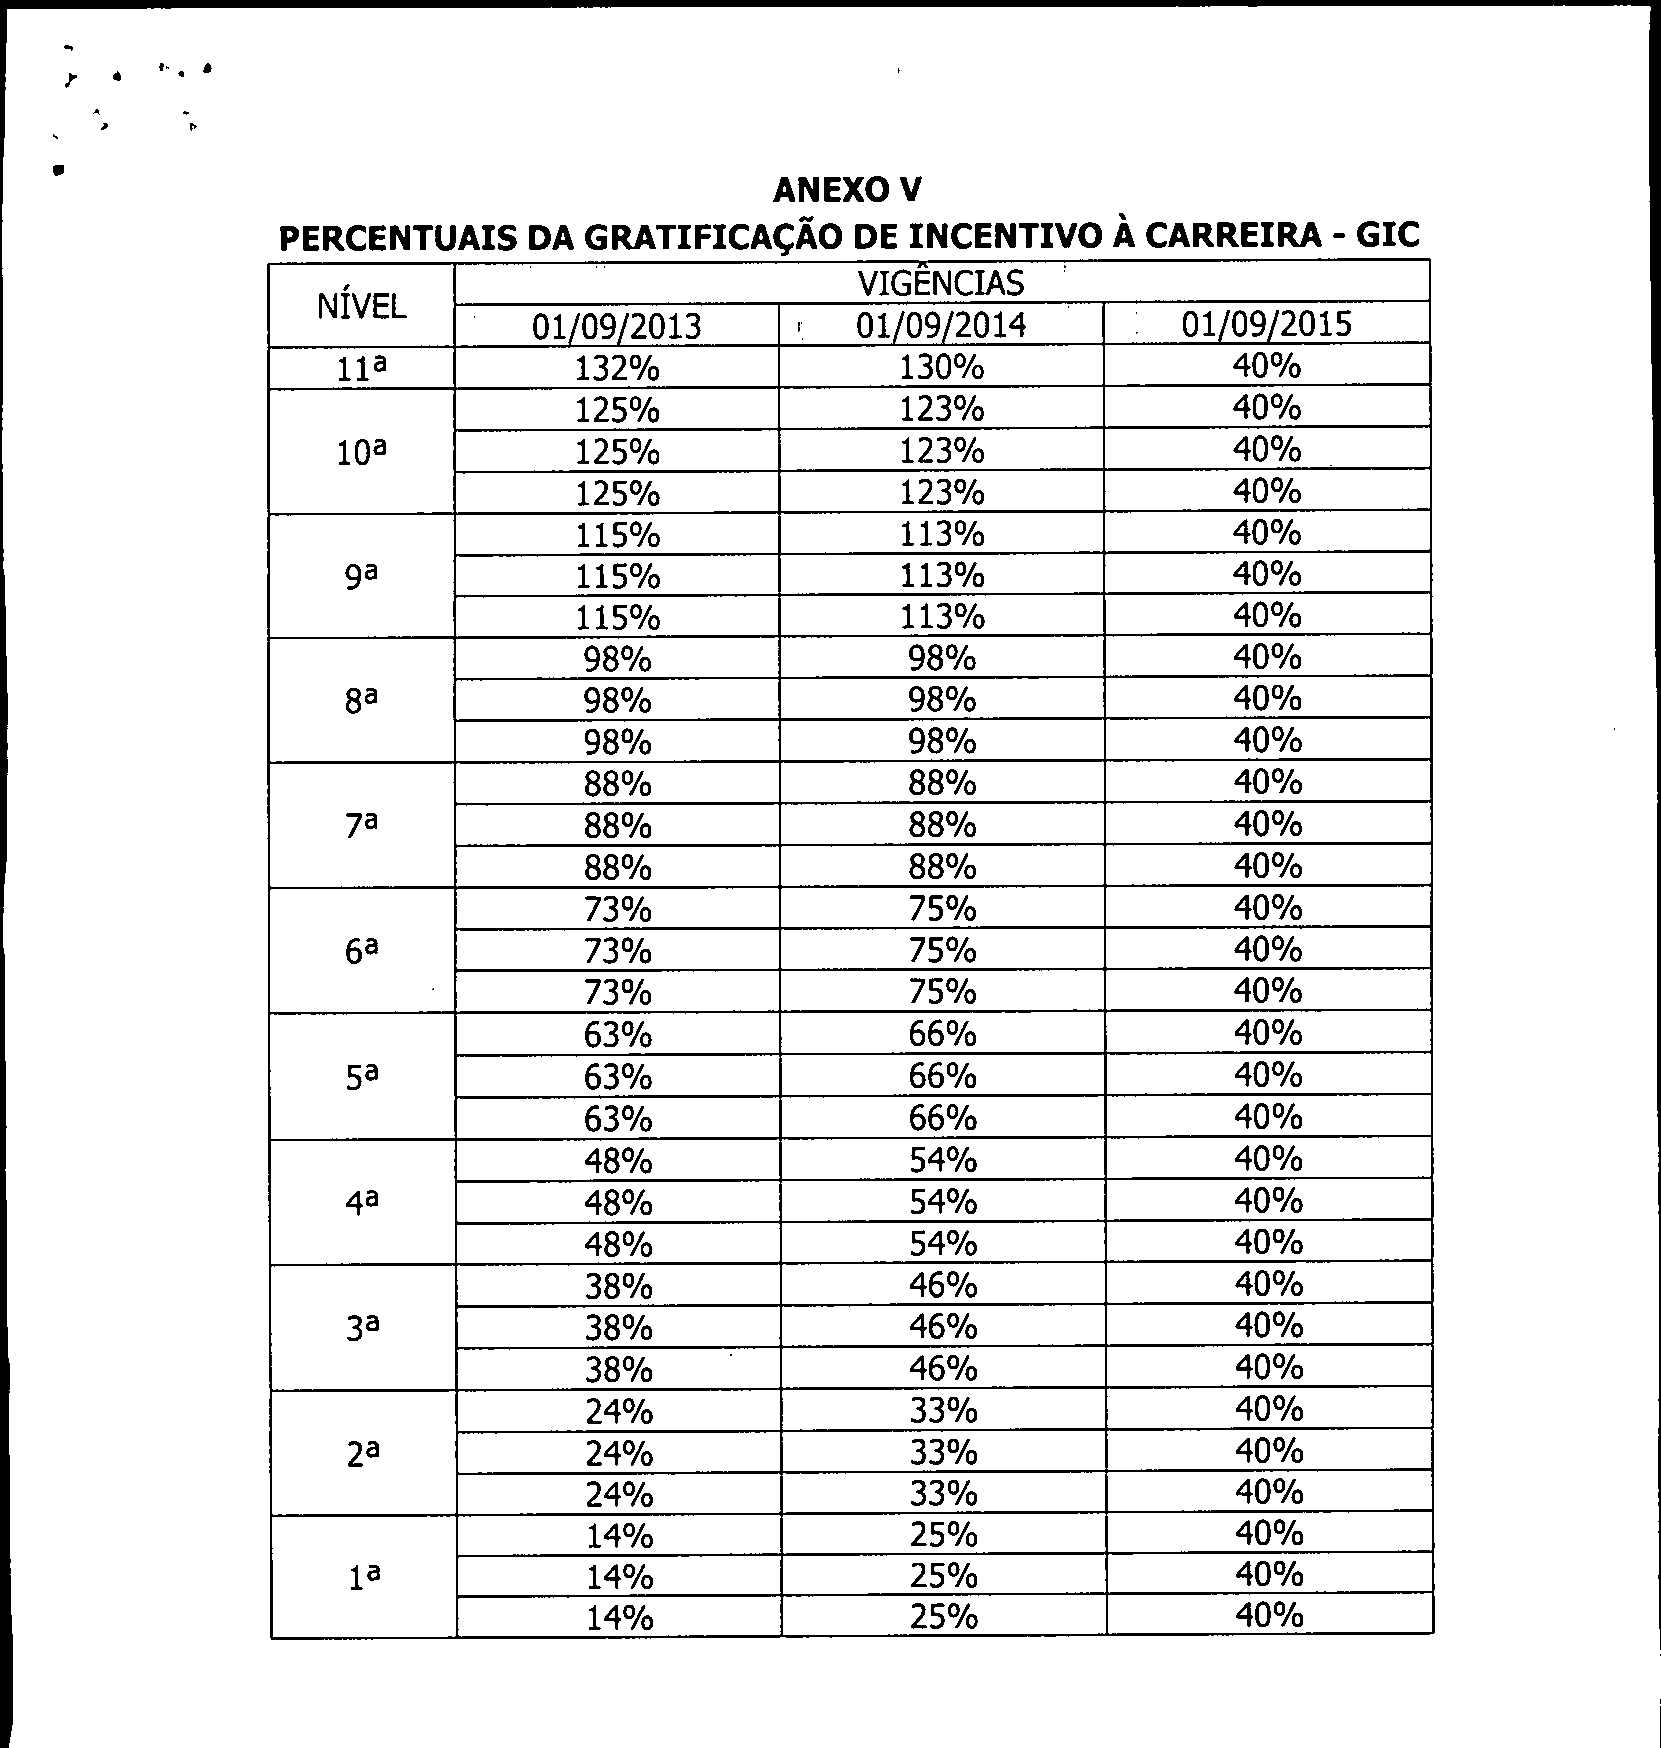 ANEXO V
PERCENTUAIS DA GRATIFICAÇÃO DE INCENTIVO À CARREIRA - GIC
NÍVEL VIGÊNCIAS
01/09/2013 01/09/2014 01/09/2015
11ª 132% 130% 40%
125% 123% 40%
10ª 125% 123% 40%
125% 123% 40%
115% 113% 40%
9ª 115% 113% 40%
115% 113% 40%
98% 98% 40%
8ª 98% 98% 40%
98% 98% 40%
88% 88% 40%
7ª 88% 88% 40%
88% 88% 40%
73% 75% 40%
6ª 73% 75% 40%
73% 75% 40%
63% 66% 40%
5ª 63% 66% 40%
63% 66% 40%
48% 54% 40%
4ª 48% 54% 40%
48% 54% 40%
38% 46% 40%
3ª 38% 46% 40%
38% 46% 40%
24% 33% 40%
2ª 24% 33% 40%
24% 33% 40%
14% 25% 40%
1ª 14% 25% 40%
14% 25% 40%